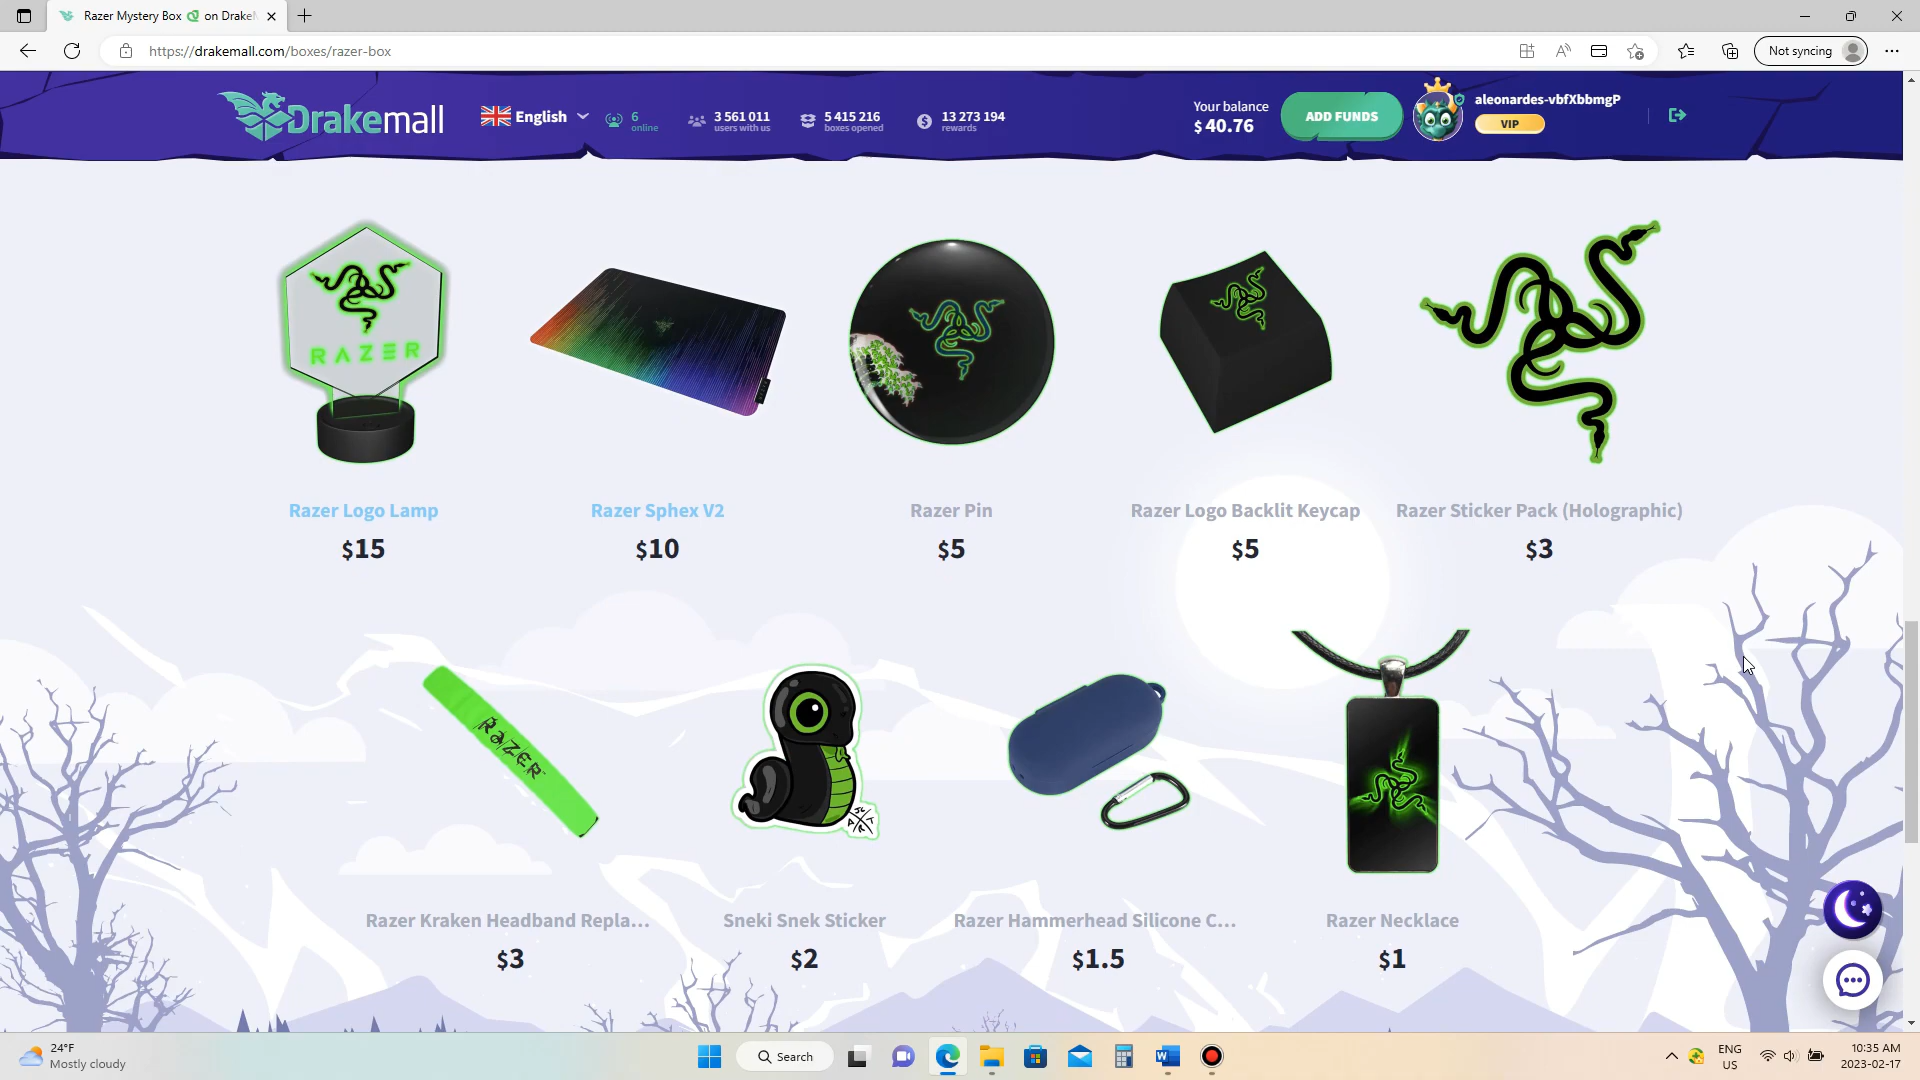 Razer Mystery Box on DrakeM
https://drakemall.com/boxes/razer-box
Not syncing
Drakemall
English
6
online
3 561 011
users with us
5 415 216
boxes opened
13 273 194
rewards
Your balance
$ 40.76
ADD FUNDS
aleonardes-vbfXbbmgP
VIP
RAZER
Razer Logo Lamp
$15
Razer Sphex V2
$10
Razer Pin
$5
Razer Logo Backlit Keycap
$5
Razer Sticker Pack (Holographic)
$3
RAZER
Razer Kraken Headband Repla...
$3
Sneki Snek Sticker
$2
Razer Hammerhead Silicone C...
$1.5
Razer Necklace
$1
24°F
Mostly cloudy
Search
ENG
US
10:35 AM
2023-02-17